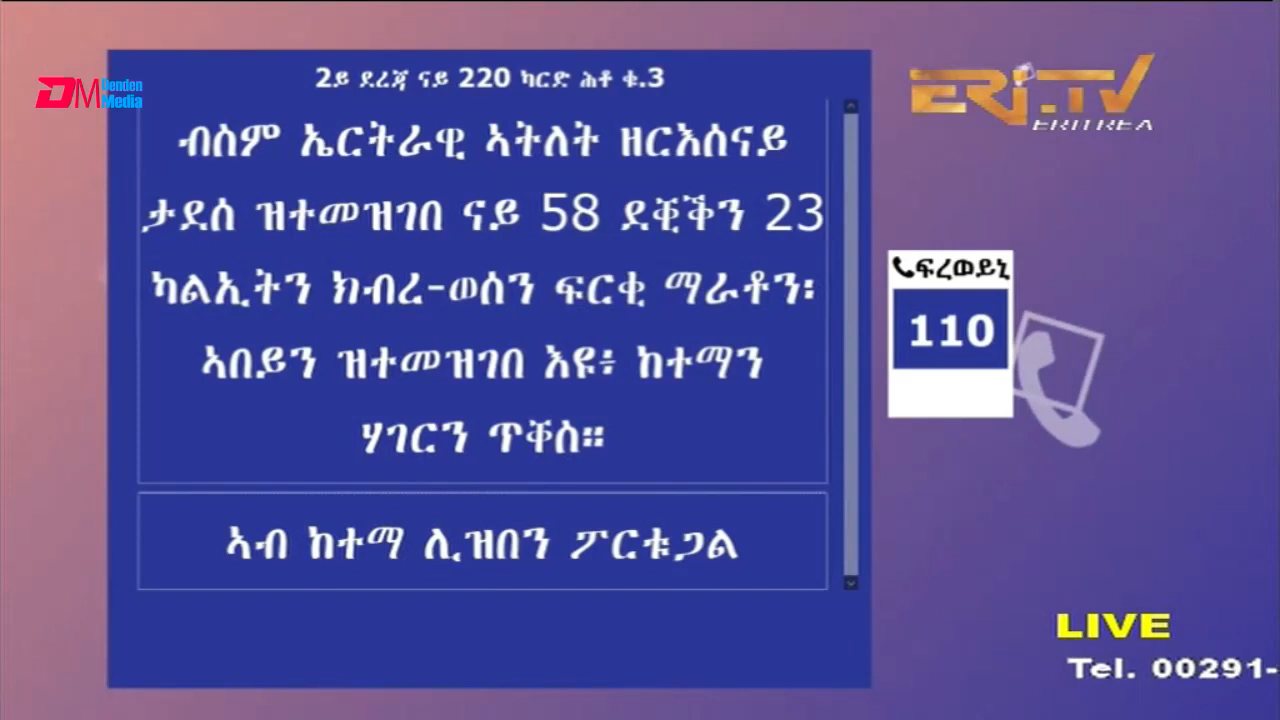 2ይ ደረጃ ናይ 220 ካርድ ሕቶ ቁ.3
DM Denden Media
ERi.TV
ERITREA
ብስም ኤርትራዊ ኣትለት ዘርእሰናይ
ታደሰ ዝተመዝገበ ናይ 58 ደቒቕን 23
ካልኢትን ክብረ-ወሰን ፍርቂ ማራቶን፡
ኣበይን ዝተመዝገበ እዩ፥ ከተማን
ሃገርን ጥቐስ።
ኣብ ከተማ ሊዝበን ፖርቱጋል
ፍረወይኒ
110
LIVE
Tel. 00291-